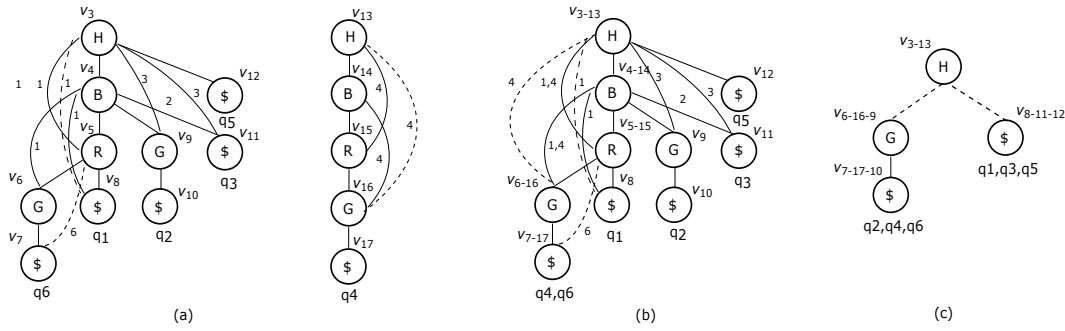 v3
H
v12
$
q5
v4
B
v11
$
q3
v5
R
v9
G
v6
G
v8
$
q1
v10
$
q2
v7
$
q6
1
1
1
1
1
3
2
3
6
(a)
v13
H
v14
B
v15
R
v16
G
v17
$
q4
4
4
4
v3-13
H
v12
$
q5
v4-14
B
v11
$
q3
v5-15
R
v9
G
v6-16
G
v8
$
q1
v10
$
q2
v7-17
$
q4,q6
4
1,4
1
3
3
2
1
1,4
6
(b)
v3-13
H
v6-16-9
G
v8-11-12
$
q1,q3,q5
v7-17-10
$
q2,q4,q6
(c)